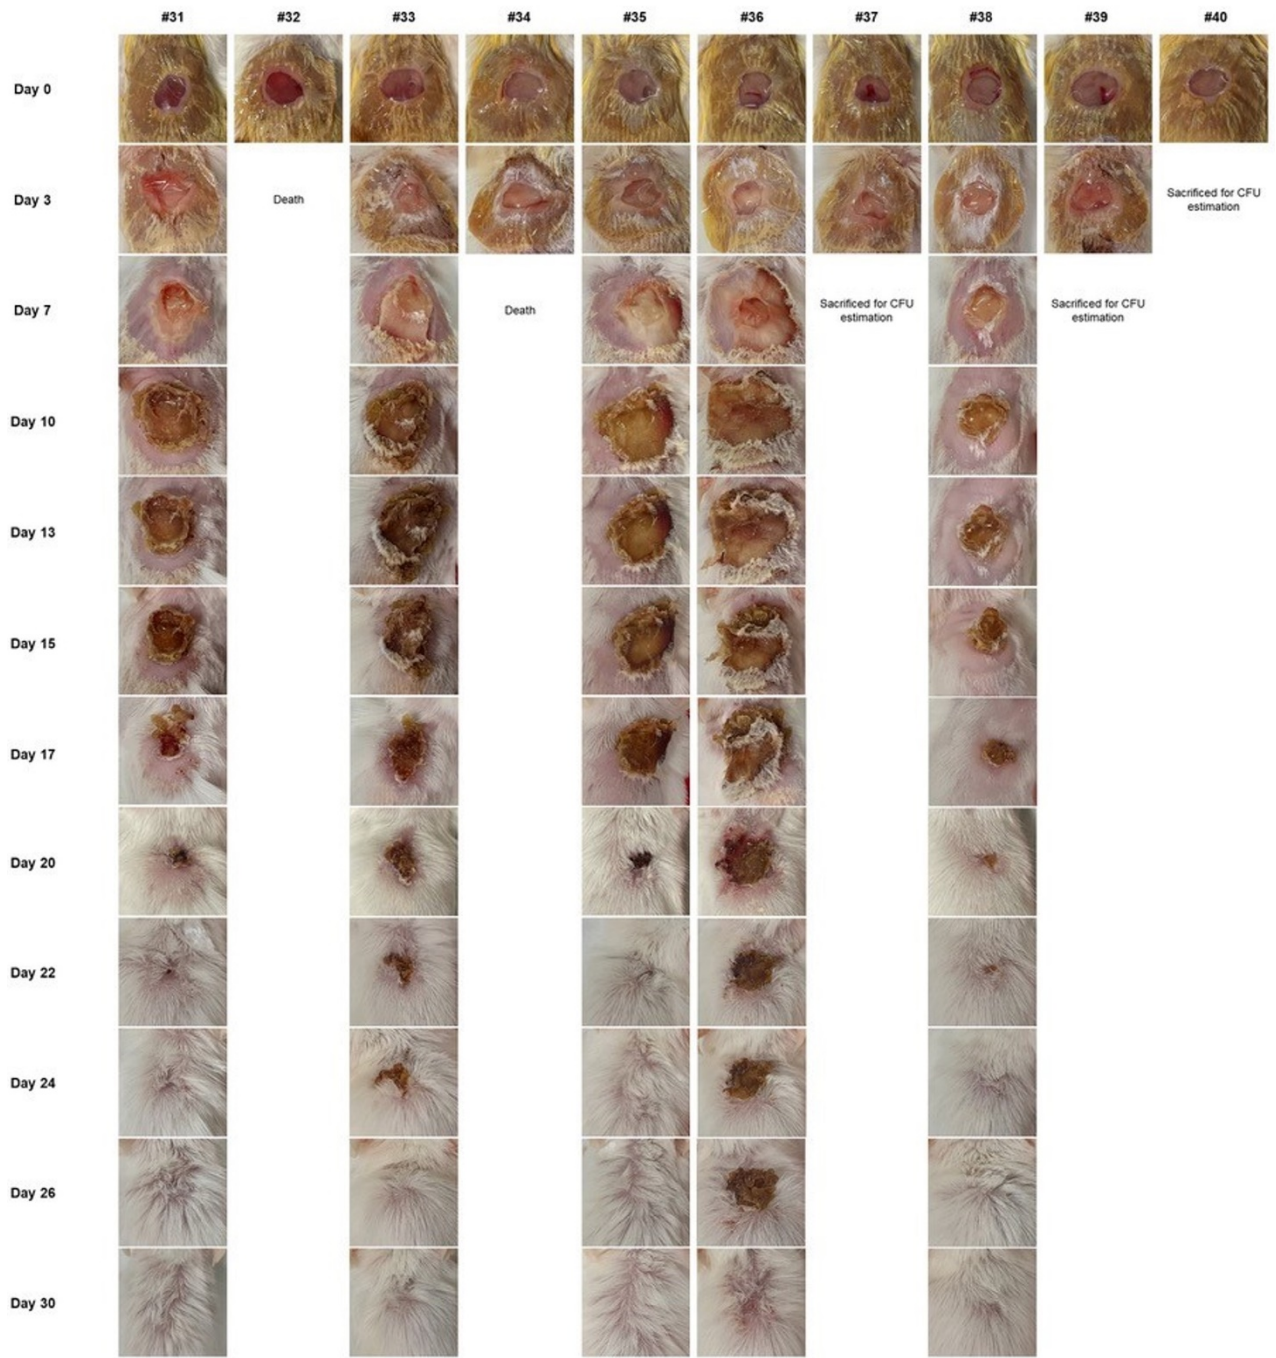 #31 #32 #33 #34 #35 #36 #37 #38 #39 #40
Day 0
Day 3
Death
Sacrificed for CFU
estimation
Day 7
Death
Sacrificed for CFU
estimation
Sacrificed for CFU
estimation
Day 10
Day 13
Day 15
Day 17
Day 20
Day 22
Day 24
Day 26
Day 30